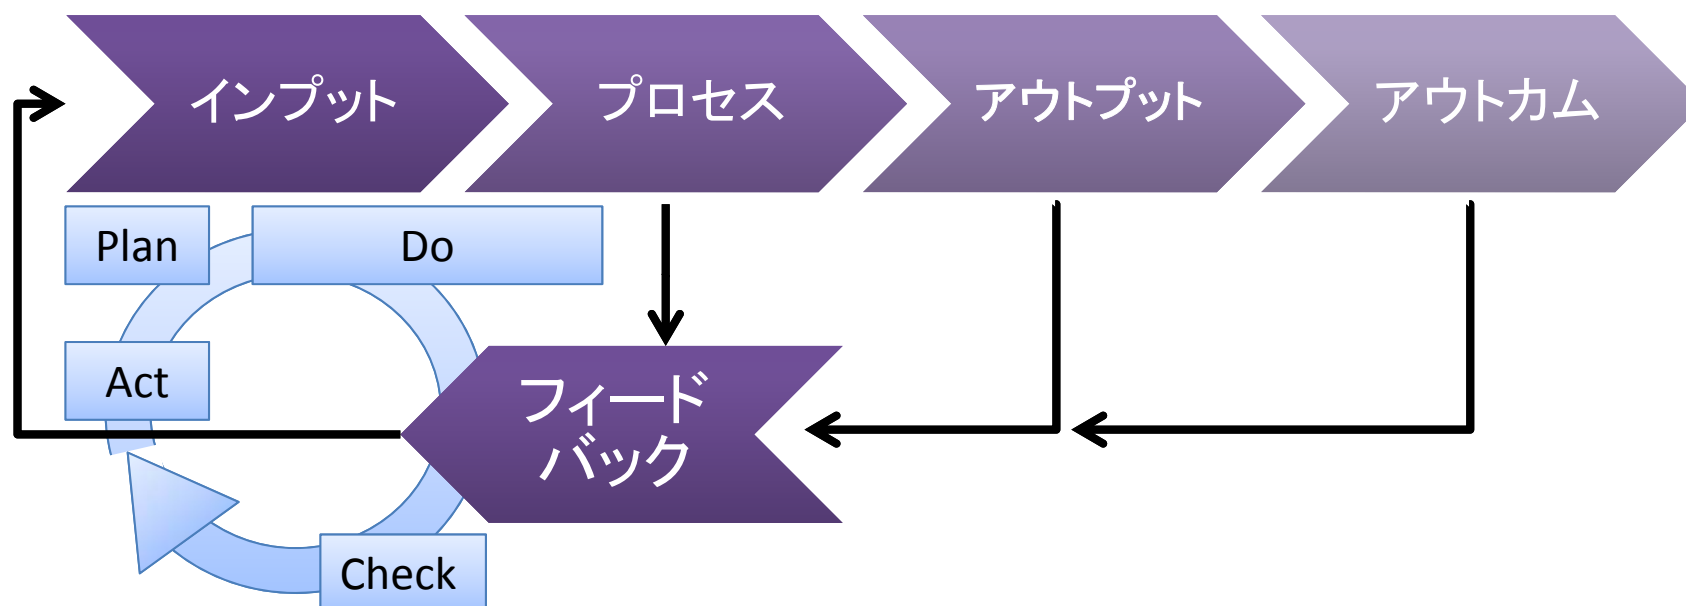 インプット
プロセス
アウトプット
アウトカム
Plan
Do
Act
フィード
バック
Check